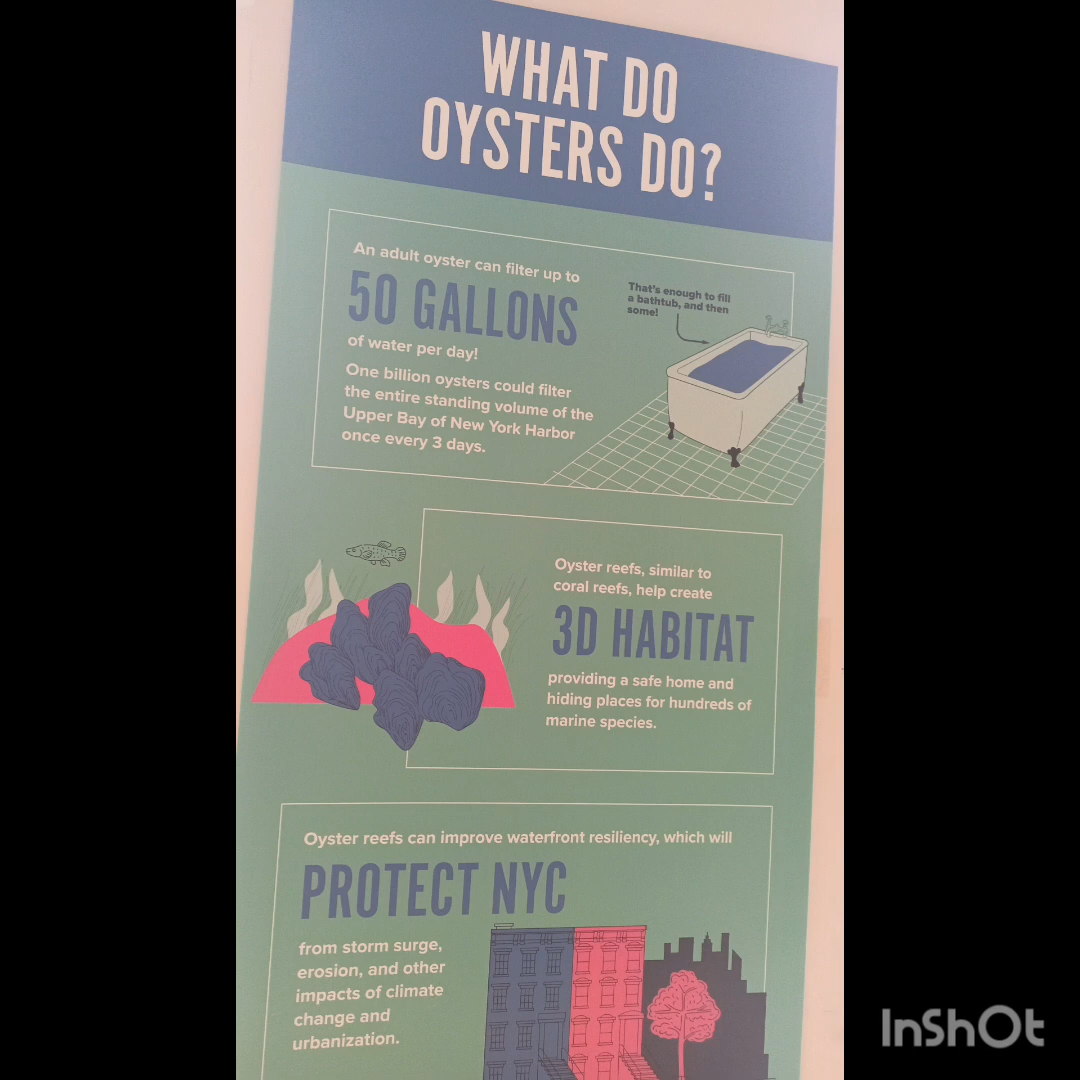 WHAT DO
OYSTERS DO?
An adult oyster can filter up to
50 GALLONS
of water per day!
One billion oysters could filter
the entire standing volume of the
Upper Bay of New York Harbor
once every 3 days.
That's enough to fill
a bathtub, and then
some!
Oyster reefs, similar to
coral reefs, help create
3D HABITAT
providing a safe home and
hiding places for hundreds of
marine species.
Oyster reefs can improve waterfront resiliency, which will
PROTECT NYC
from storm surge,
erosion, and other
impacts of climate
change and
urbanization.
InShOt